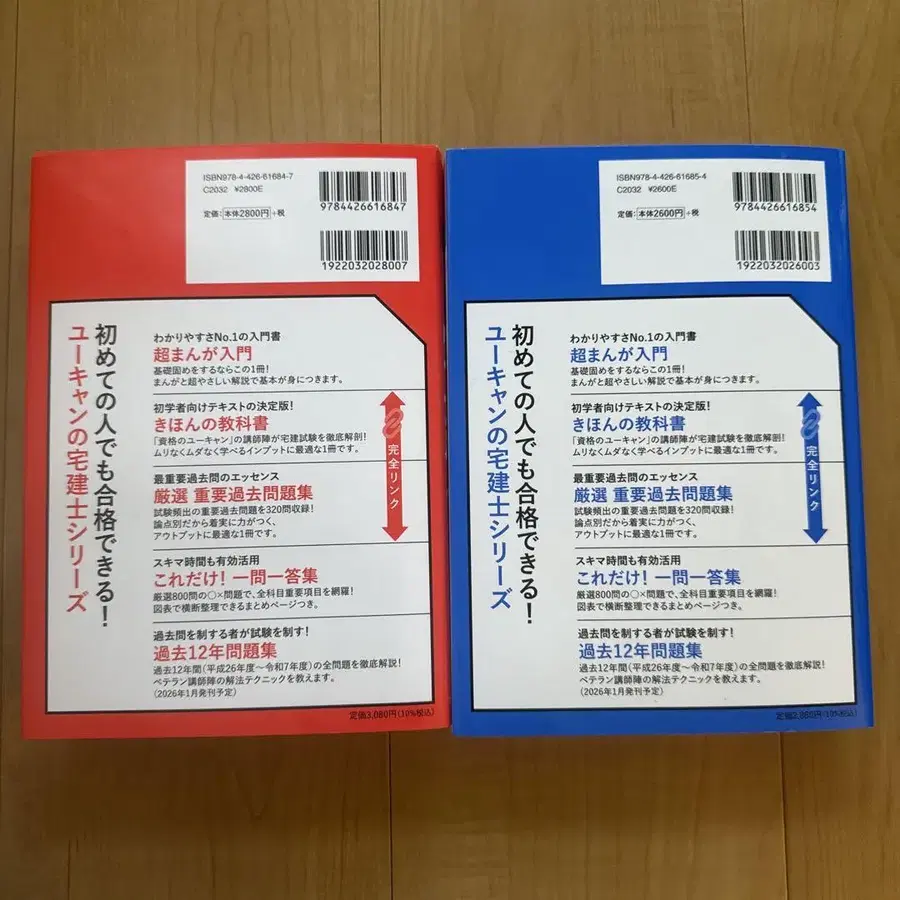 ISBN978-4-426-61684-7
C2032 ¥2800E
定価:本体2800円+税
9784426616847
1922032028007
初めての人でも合格できる!
ユーキャンの宅建士シリーズ
わかりやすさNo.1の入門書
超まんが入門
基礎固めをするならこの1冊!
まんがと超やさしい解説で基本が身につきます。
初学者向けテキストの決定版!
きほんの教科書
「資格のユーキャン」の講師陣が宅建試験を徹底解剖!
ムリなくムダなく学べるインプットに最適な1冊です。
最重要過去問のエッセンス
厳選 重要過去問題集
試験頻出の重要過去問題を320問収録!
論点別だから着実に力がつく、
アウトプットに最適な1冊です。
完全リンク
スキマ時間も有効活用
これだけ! 一問一答集
厳選800問の○×問題で、全科目重要項目を網羅!
図表で横断整理できるまとめページつき。
過去問を制する者が試験を制す!
過去12年問題集
過去12年間(平成26年度〜令和7年度)の全問題を徹底解説!
ベテラン講師陣の解法テクニックを教えます。
(2026年1月発刊予定)
定価3,080円(10%税込)
ISBN978-4-426-61685-4
C2032 ¥2600E
定価:本体2600円+税
9784426616854
1922032026003
初めての人でも合格できる!
ユーキャンの宅建士シリーズ
わかりやすさNo.1の入門書
超まんが入門
基礎固めをするならこの1冊!
まんがと超やさしい解説で基本が身につきます。
初学者向けテキストの決定版!
きほんの教科書
「資格のユーキャン」の講師陣が宅建試験を徹底解剖!
ムリなくムダなく学べるインプットに最適な1冊です。
最重要過去問のエッセンス
厳選 重要過去問題集
試験頻出の重要過去問題を320問収録!
論点別だから着実に力がつく、
アウトプットに最適な1冊です。
完全リンク
スキマ時間も有効活用
これだけ! 一問一答集
厳選800問の○×問題で、全科目重要項目を網羅!
図表で横断整理できるまとめページつき。
過去問を制する者が試験を制す!
過去12年問題集
過去12年間(平成26年度〜令和7年度)の全問題を徹底解説!
ベテラン講師陣の解法テクニックを教えます。
(2026年1月発刊予定)
定価2,860円(10%税込)